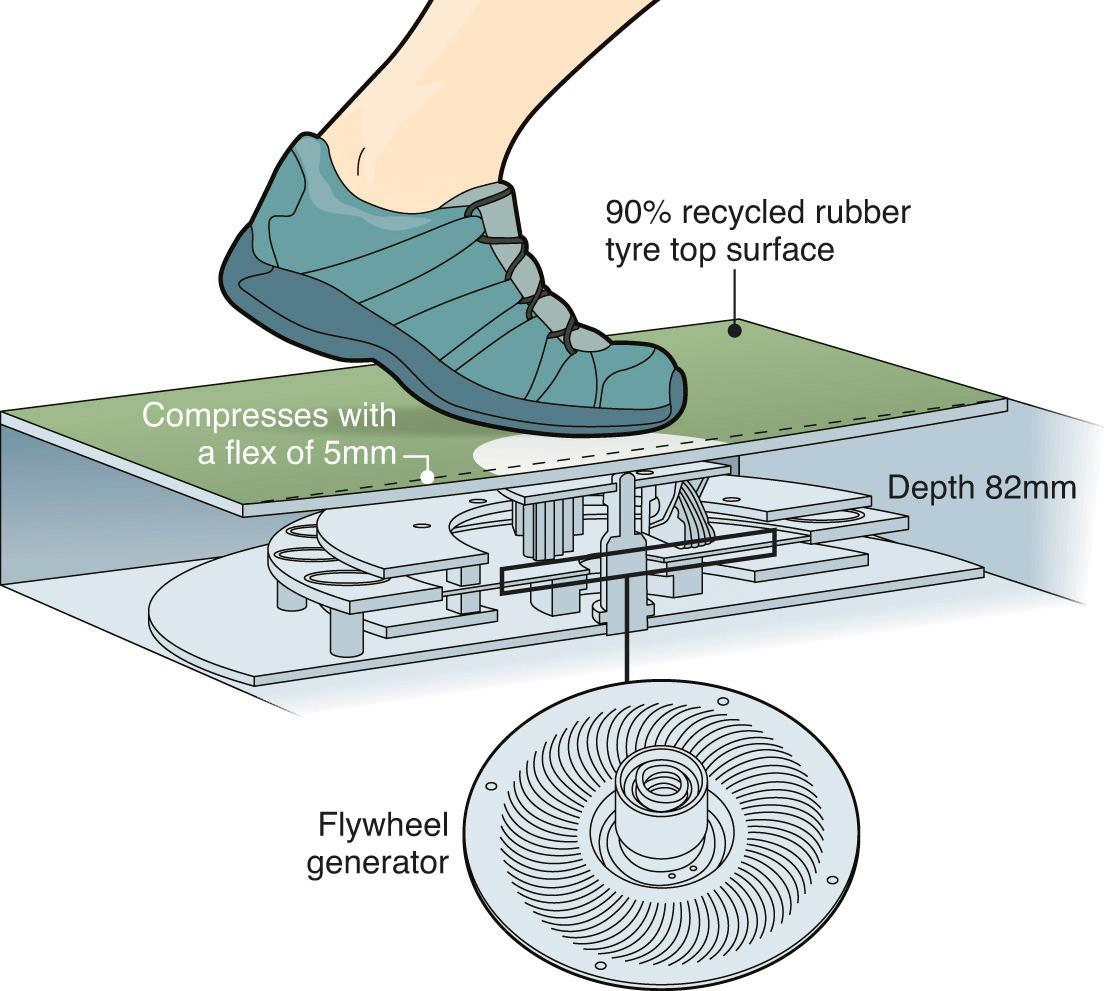 90% recycled rubber
tyre top surface
Compresses with
a flex of 5mm
Depth 82mm
Flywheel
generator